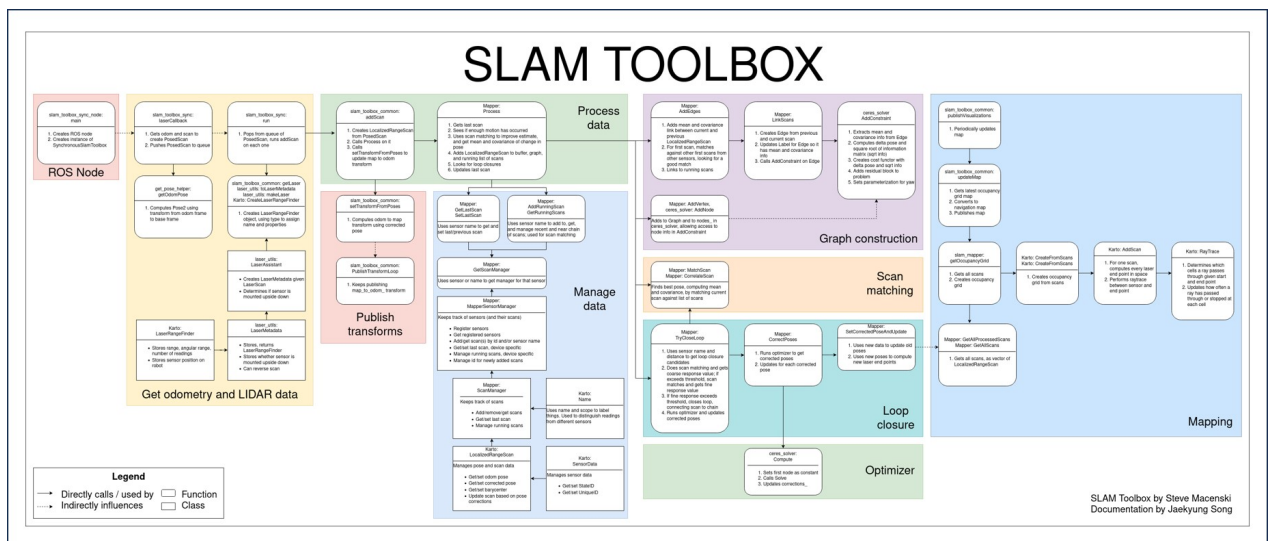 SLAM TOOLBOX
slam_toolbox_sync_node:
main
1. Creates ROS node
2. Create instance of
SynchronousSlamToolbox
ROS Node
slam_toolbox_sync:
laserCallback
1. Gets odom and scan to
create PosedScan
2. Pushes PosedScan to queue
slam_toolbox_sync:
run
1. Pops from queue of
PosedScan, runs addScan
on each one
get_pose_helper:
getOdomPose
1. Computes Pose2 using
transform from odom frame
to base frame
slam_toolbox_common: getLaser
laser_utils: toLaserMetadata
laser_utils: makeLaser
Karto: CreateLaserRangeFinder
1. Creates LaserRangeFinder
object, using type to assign
name and properties
laser_utils:
LaserAssistant
Creates LaserMetadata given
LaserScan
Determines if sensor is
mounted upside down
Karto:
LaserRangeFinder
Stores range, angular range,
number of readings
Stores sensor position on
robot
laser_utils:
LaserMetadata
Stores, returns
LaserRangeFinder
Stores whether sensor is
mounted upside down
Can reverse scan
Get odometry and LIDAR data
slam_toolbox_common:
addScan
1. Creates LocalizedRangeScan
from PosedScan
2. Calls Process on it
3. Calls
setTransformFromPoses to
update map to odom
transform
Mapper:
Process
1. Gets last scan
2. Sees if enough motion has occurred
3. Uses scan matching to improve estimate,
and get mean and covariance of change in
pose
4. Adds LocalizedRangeScan to buffer, graph,
and running list of scans
5. Looks for loop closures
6. Updates last scan
Process
data
slam_toolbox_common:
setTransformFromPoses
1. Computes odom to map
transform using corrected
pose
slam_toolbox_common:
PublishTransformLoop
1. Keeps publishing
map_to_odom_ transform
Publish
transforms
Mapper:
GetLastScan
SetLastScan
Uses sensor name to get and
set last/previous scan
Mapper:
AddRunningScan
GetRunningScans
Uses sensor name to add to, get,
and manage recent and near chain
of scans; used for scan matching
Mapper:
GetScanManager
Uses sensor or name to get manager for that sensor
Manage
data
Mapper:
MapperSensorManager
Keeps track of sensors (and their scans)
Register sensors
Get registered sensors
Add/get scan(s) by id and/or sensor name
Get/set last scan, device specific
Manage running scans, device specific
Manage id for newly added scans
Mapper:
ScanManager
Keeps track of scans
Add/remove/get scans
Get/set last scan
Manage running scans
Karto:
Name
Uses name and scope to label
things. Used to distinguish readings
from different sensors
Karto:
LocalizedRangeScan
Manages pose and scan data
Get/set odom pose
Get/set corrected pose
Get/set barycenter
Update scan based on pose
corrections
Karto:
SensorData
Manages sensor data
Get/set StateID
Get/set UniqueID
Mapper:
AddEdges
1. Adds mean and covariance
link between current and
previous
LocalizedRangeScan
2. For first scan, matches
against other first scans from
other sensors, looking for a
good match
3. Links to running scans
Mapper:
LinkScans
1. Creates Edge from previous
and current scan
2. Updates Label for Edge so it
has mean and covariance
info
3. Calls AddConstraint on Edge
ceres_solver
AddConstraint
1. Extracts mean and
covariance info from Edge
2. Computes delta pose and
square root of information
matrix (sqrt info)
3. Creates cost functor with
delta pose and sqrt info
4. Adds residual block to
problem
5. Sets parameterization for yaw
Mapper: AddVertex,
ceres_solver: AddNode
Adds to Graph and to nodes_ in
ceres_solver, allowing access to
node info in AddConstraint
Graph construction
Mapper: MatchScan
Mapper: CorrelateScan
Finds best pose, computing mean
and covariance, by matching current
scan against list of scans
Scan
matching
Mapper:
TryCloseLoop
1. Uses sensor name and
distance to get loop closure
candidates
2. Does scan matching and gets
coarse response value; if
exceeds threshold, scan
matches and gets fine
response value
3. If fine response exceeds
threshold, closes loop,
connecting scan to chain
4. Runs optimizer and updates
corrected poses
Mapper:
CorrectPoses
1. Runs optimizer to get
corrected poses
2. Updates for each corrected
pose
Mapper:
SetCorrectedPoseAndUpdate
1. Uses new data to update old
poses
2. Uses new poses to compute
new laser end points
Loop
closure
ceres_solver:
Compute
1. Sets first node as constant
2. Calls Solve
3. Updates corrections_
Optimizer
slam_toolbox_common:
publishVisualizations
1. Periodically updates
map
slam_toolbox_common:
updateMap
1. Gets latest occupancy
grid map
2. Converts to
navigation map
3. Publishes map
slam_mapper:
getOccupancyGrid
1. Gets all scans
2. Creates occupancy
grid
Karto: CreateFromScans
Karto: CreateFromScans
1. Creates occupancy
grid from scans
Karto: AddScan
1. For one scan,
compute every laser
end point in space
2. Performs raytrace
between sensor and
end point
Karto: RayTrace
1. Determines which
cells a ray passes
through given start
and end point
2. Updates how often a
ray has passed
through or stopped at
each cell
Mapper: GetAllProcessedScans
Mapper: GetAllScans
1. Gets all scans, as vector of
LocalizedRangeScan
Mapping
Legend
Directly calls / used by
Function
Indirectly influences
Class
SLAM Toolbox by Steve Macenski
Documentation by Jaekyung Song